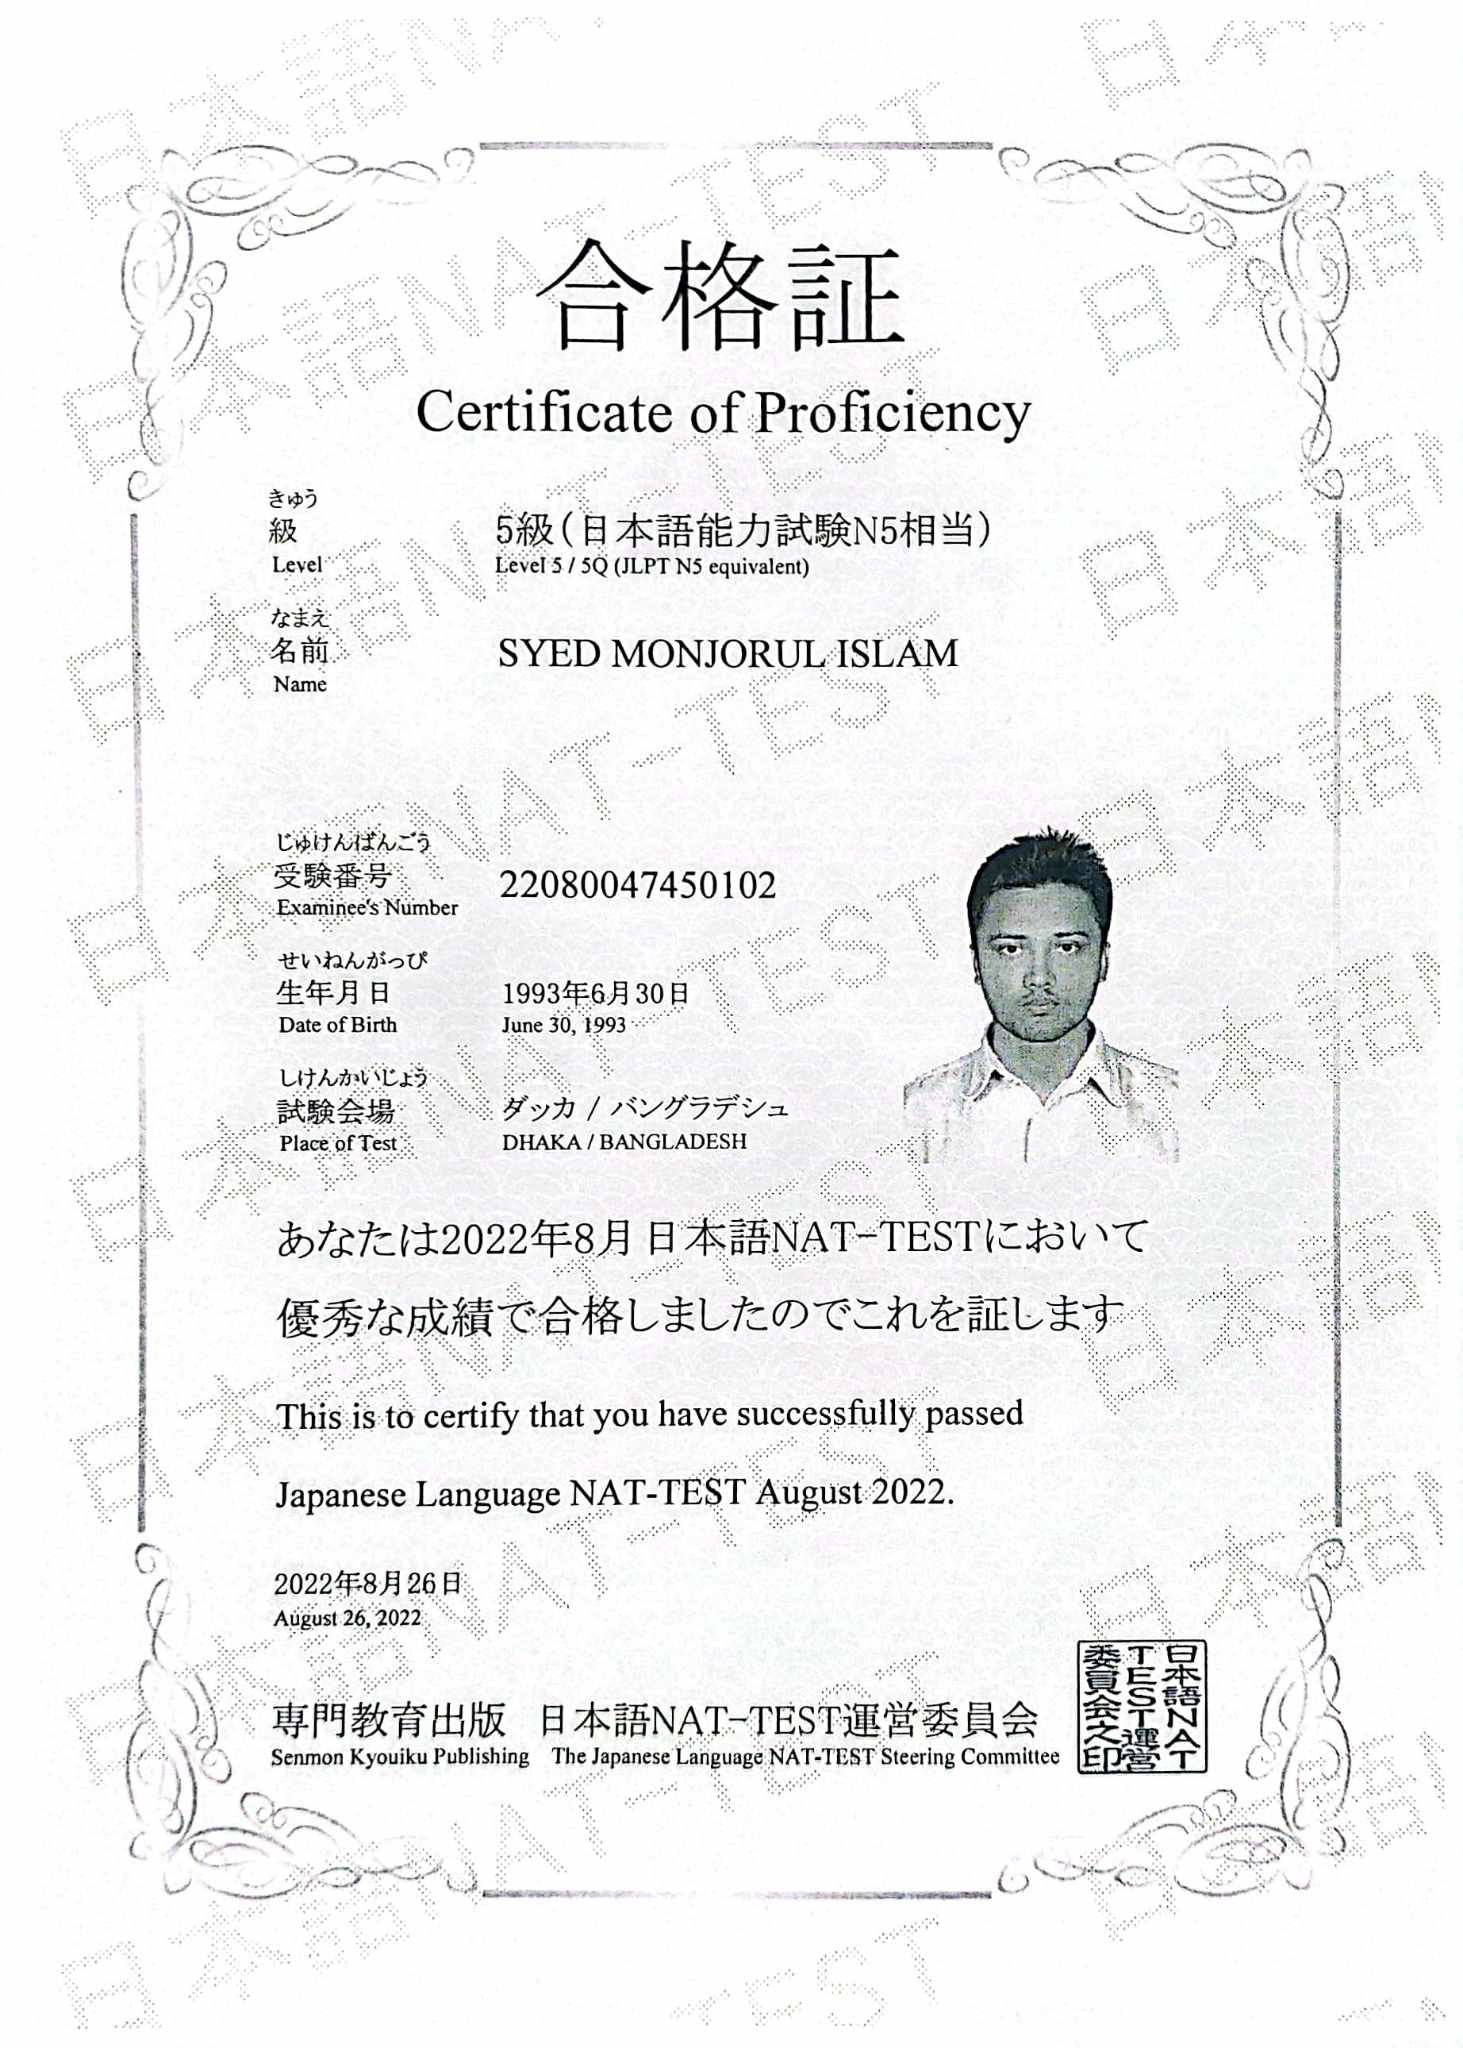 合格証
Certificate of Proficiency
きゅう
級
Level
5級(日本語能力試験N5相当)
Level 5 / 5Q (JLPT N5 equivalent)
なまえ
名前
Name
SYED MONJORUL ISLAM
じゅけんばんごう
受験番号
Examinee's Number
22080047450102
せいねんがっぴ
生年月日
Date of Birth
1993年6月30日
June 30, 1993
しけんかいじょう
試験会場
Place of Test
ダッカ / バングラデシュ
DHAKA / BANGLADESH
あなたは2022年8月日本語NAT-TESTにおいて
優秀な成績で合格しましたのでこれを証します
This is to certify that you have successfully passed
Japanese Language NAT-TEST August 2022.
2022年8月26日
August 26, 2022
専門教育出版 日本語NAT-TEST運営委員会
Senmon Kyouiku Publishing The Japanese Language NAT-TEST Steering Committee
日本語NAT
TEST運営
委員会之印
日本語NAT-TEST